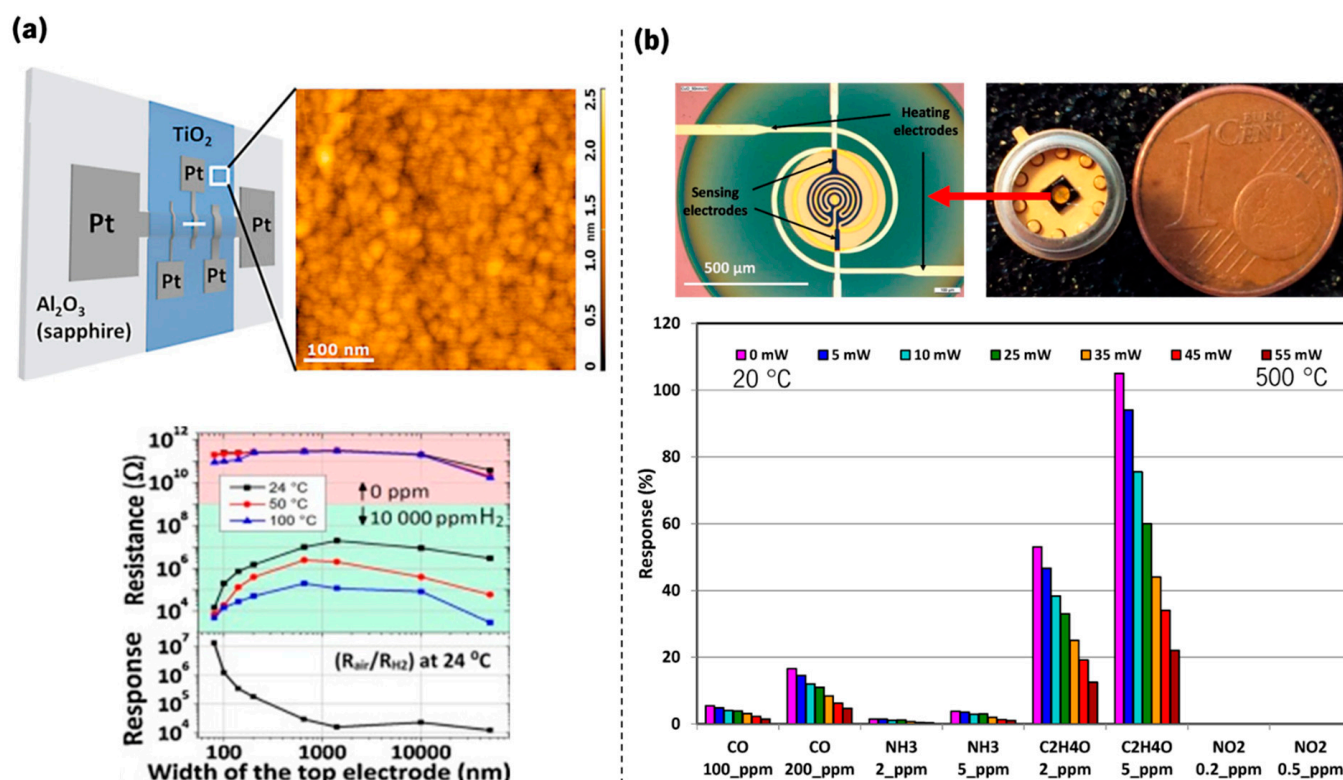 (a)
TiO2
Pt
Pt
Pt
Pt
Pt
Al2O3
(sapphire)
100 nm
2.5
2.0
1.5
1.0 nm
0.5
0
Resistance (Ω)
10^12
10^10
10^8
10^6
10^4
24 °C
50 °C
100 °C
0 ppm
10 000 ppm H2
Response
10^7
10^6
10^5
10^4
(Rair/RH2) at 24 °C
100
1000
10000
Width of the top electrode (nm)
(b)
Heating
electrodes
Sensing
electrodes
500 µm
1
EURO
CENT
Response (%)
120
100
80
60
40
20
0
0 mW
5 mW
10 mW
25 mW
35 mW
45 mW
55 mW
20 °C
500 °C
CO
100_ppm
CO
200_ppm
NH3
2_ppm
NH3
5_ppm
C2H4O
2_ppm
C2H4O
5_ppm
NO2
0.2_ppm
NO2
0.5_ppm